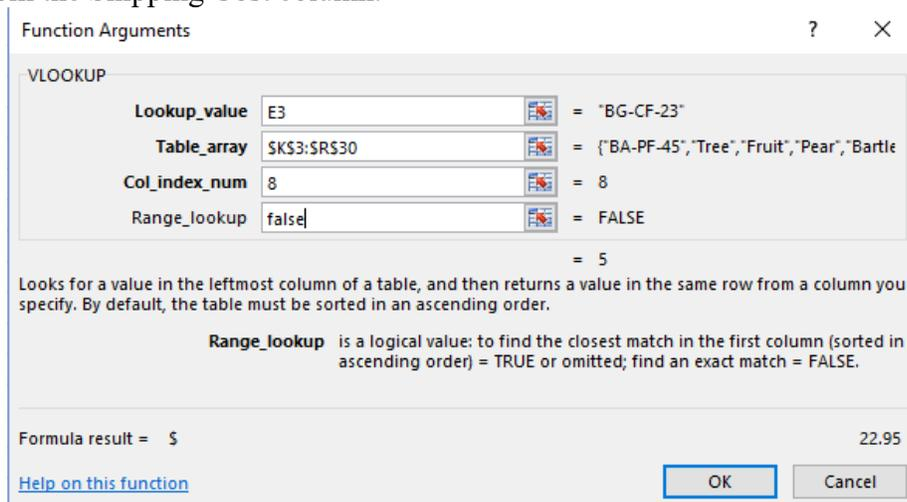 the Shipping Cost column.
Function Arguments ? ×
VLOOKUP
Lookup_value E3 = "BG-CF-23"
Table_array $K$3:$R$30 = {"BA-PF-45","Tree","Fruit","Pear","Bartle
Col_index_num 8 = 8
Range_lookup false = FALSE
= 5
Looks for a value in the leftmost column of a table, and then returns a value in the same row from a column you
specify. By default, the table must be sorted in an ascending order.
Range_lookup is a logical value: to find the closest match in the first column (sorted in
ascending order) = TRUE or omitted; find an exact match = FALSE.
Formula result = $ 22.95
Help on this function OK Cancel